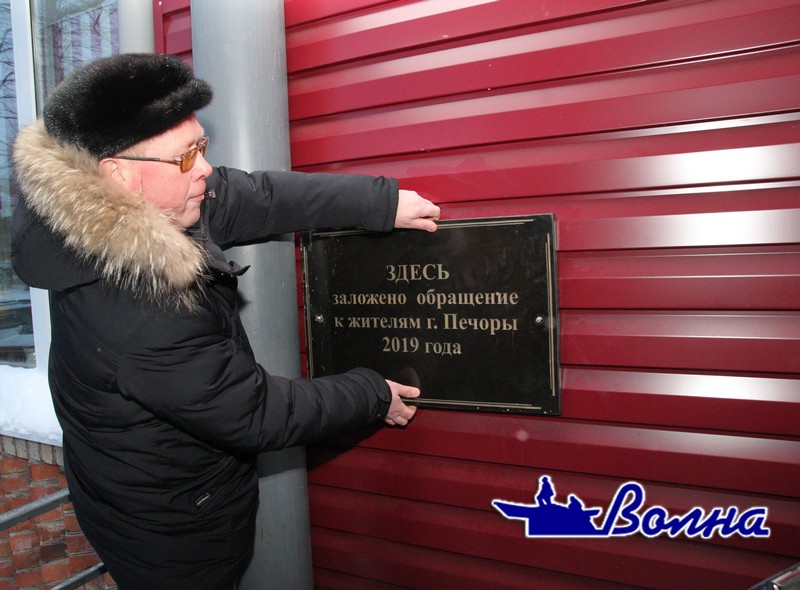 ЗДЕСЬ
заложено обращение
к жителям г. Печоры
2019 года
Волна